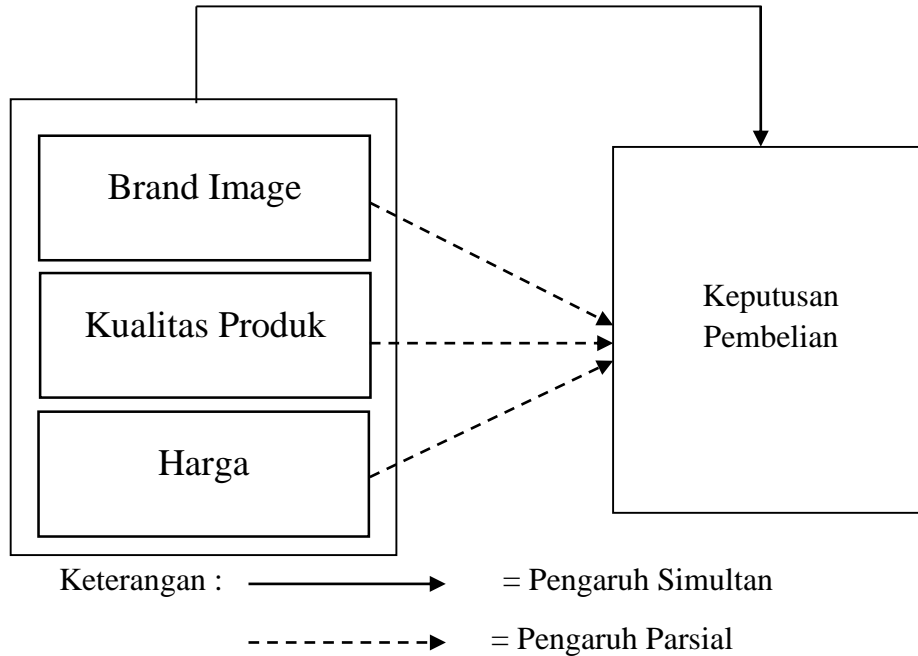 Brand Image
Kualitas Produk
Harga
Keputusan
Pembelian
Keterangan :
= Pengaruh Simultan
= Pengaruh Parsial